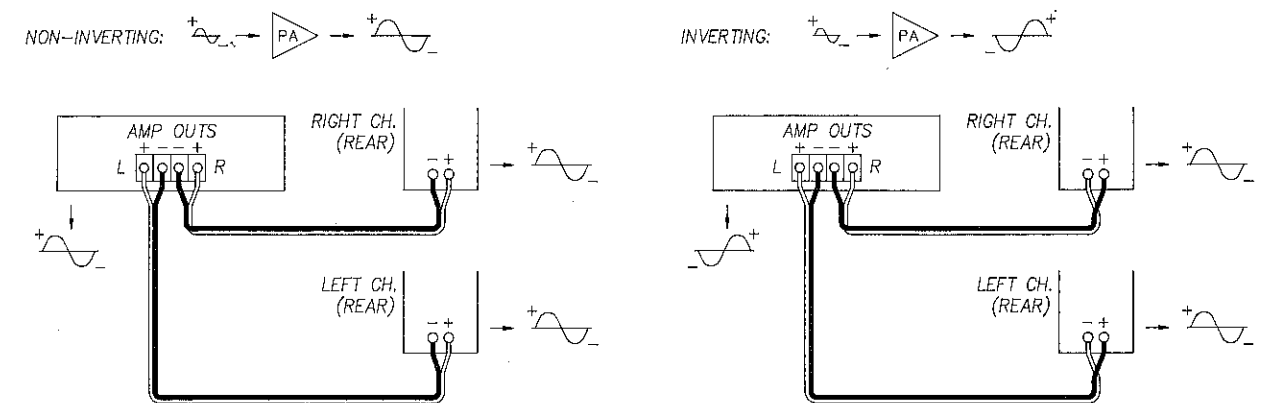 NON-INVERTING: + − PA + −
AMP OUTS
+ − − +
L R
RIGHT CH.
(REAR)
− +
+ −
+ −
LEFT CH.
(REAR)
− +
+ −
INVERTING: + − PA − +
AMP OUTS
+ − − +
L R
RIGHT CH.
(REAR)
− +
+ −
− +
LEFT CH.
(REAR)
− +
+ −